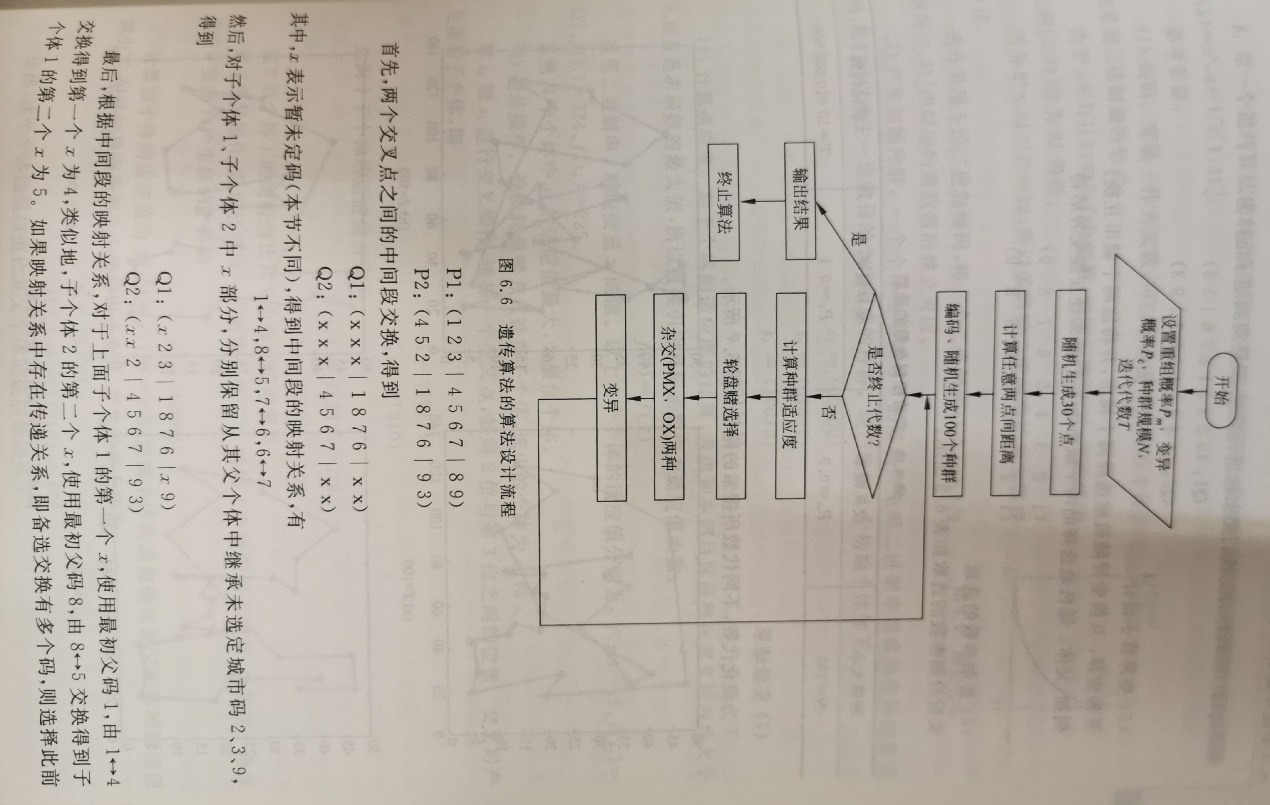 开始
设置重组概率Pm，变异
概率Pc，种群规模N，
迭代代数T
随机生成30个点
计算任意两点间距离
编码、随机生成100个种群
是否终止代数？
是
否
输出结果
终止算法
计算种群适应度
轮盘赌选择
杂交(PMX，OX)两种
变异
图 6.6 遗传算法的算法设计流程
P1：(1 2 3 | 4 5 6 7 | 8 9)
P2：(4 5 2 | 1 8 7 6 | 9 3)
首先，两个交叉点之间的中间段交换，得到
Q1：(x x x | 1 8 7 6 | x x)
Q2：(x x x | 4 5 6 7 | x x)
其中，x 表示暂未定码(本节不同)，得到中间段的映射关系，有
1↔4，8↔5，7↔6，6↔7
然后，对子个体 1、子个体 2 中 x 部分，分别保留从其父个体中继承未选定城市码 2、3、9，
得到
Q1：(x 2 3 | 1 8 7 6 | x 9)
Q2：(x x 2 | 4 5 6 7 | 9 3)
最后，根据中间段的映射关系，对于上面子个体 1 的第一个 x，使用最初父码 1，由 1↔4
交换得到第一个 x 为 4，类似地，子个体 2 的第二个 x，使用最初父码 8，由 8↔5 交换得到子
个体 1 的第二个 x 为 5。如果映射关系中存在传递关系，即备选交换有多个码，则选择此前